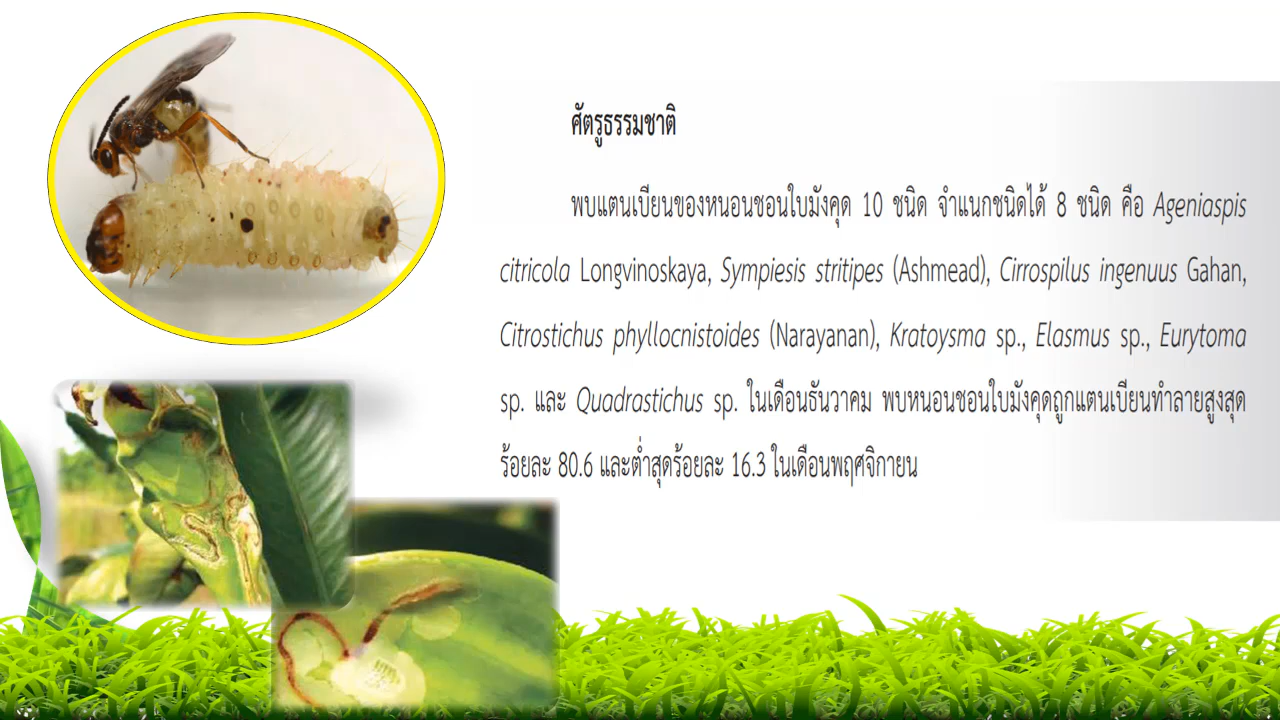 ศัตรูธรรมชาติ
พบแตนเบียนของหนอนชอนใบมังคุด 10 ชนิด จำแนกชนิดได้ 8 ชนิด คือ Ageniaspis
citricola Longvinoskaya, Sympiesis stritipes (Ashmead), Cirrospilus ingenuus Gahan,
Citrostichus phyllocnistoides (Narayanan), Kratoysma sp., Elasmus sp., Eurytoma
sp. และ Quadrastichus sp. ในเดือนธันวาคม พบหนอนชอนใบมังคุดถูกแตนเบียนทำลายสูงสุด
ร้อยละ 80.6 และต่ำสุดร้อยละ 16.3 ในเดือนพฤศจิกายน